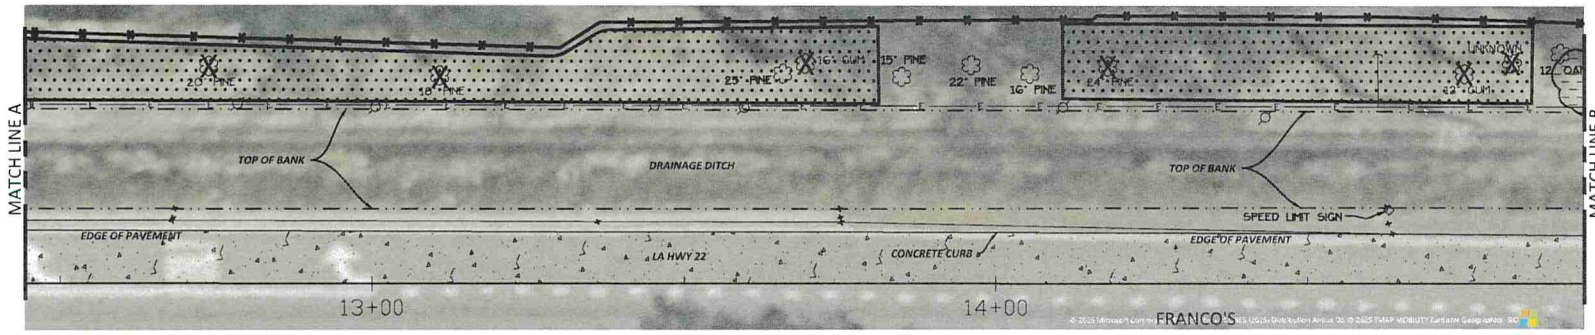 MATCH LINE A
20" PINE
18" PINE
25" PINE
16" GUM
15" PINE
22" PINE
16" PINE
24" PINE
UNKNOWN
12" GUM
MATCH LINE B
TOP OF BANK
DRAINAGE DITCH
TOP OF BANK
SPEED LIMIT SIGN
EDGE OF PAVEMENT
LA HWY 22
CONCRETE CURB
EDGE OF PAVEMENT
13+00
14+00
FRANCO'S